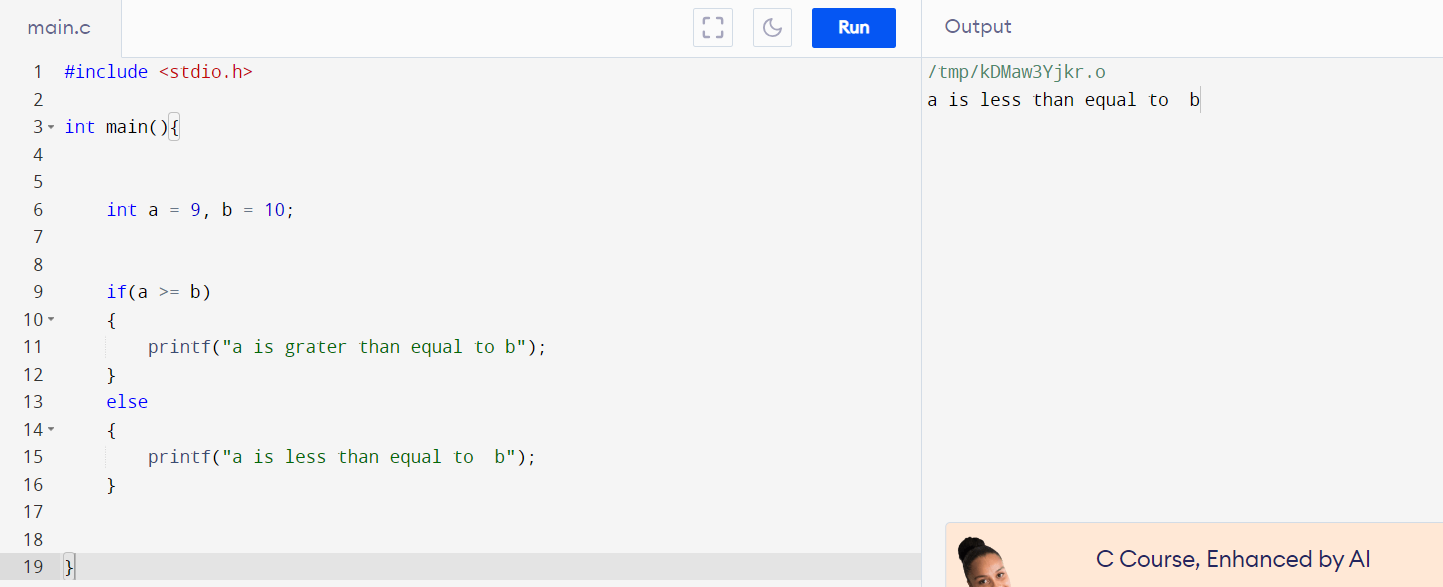 main.c
Run
Output
1 #include <stdio.h>
2
3 int main(){
4
5
6 int a = 9, b = 10;
7
8
9 if(a >= b)
10 {
11 printf("a is grater than equal to b");
12 }
13 else
14 {
15 printf("a is less than equal to  b");
16 }
17
18
19 }
/tmp/kDMaw3Yjkr.o
a is less than equal to  b
C Course, Enhanced by AI